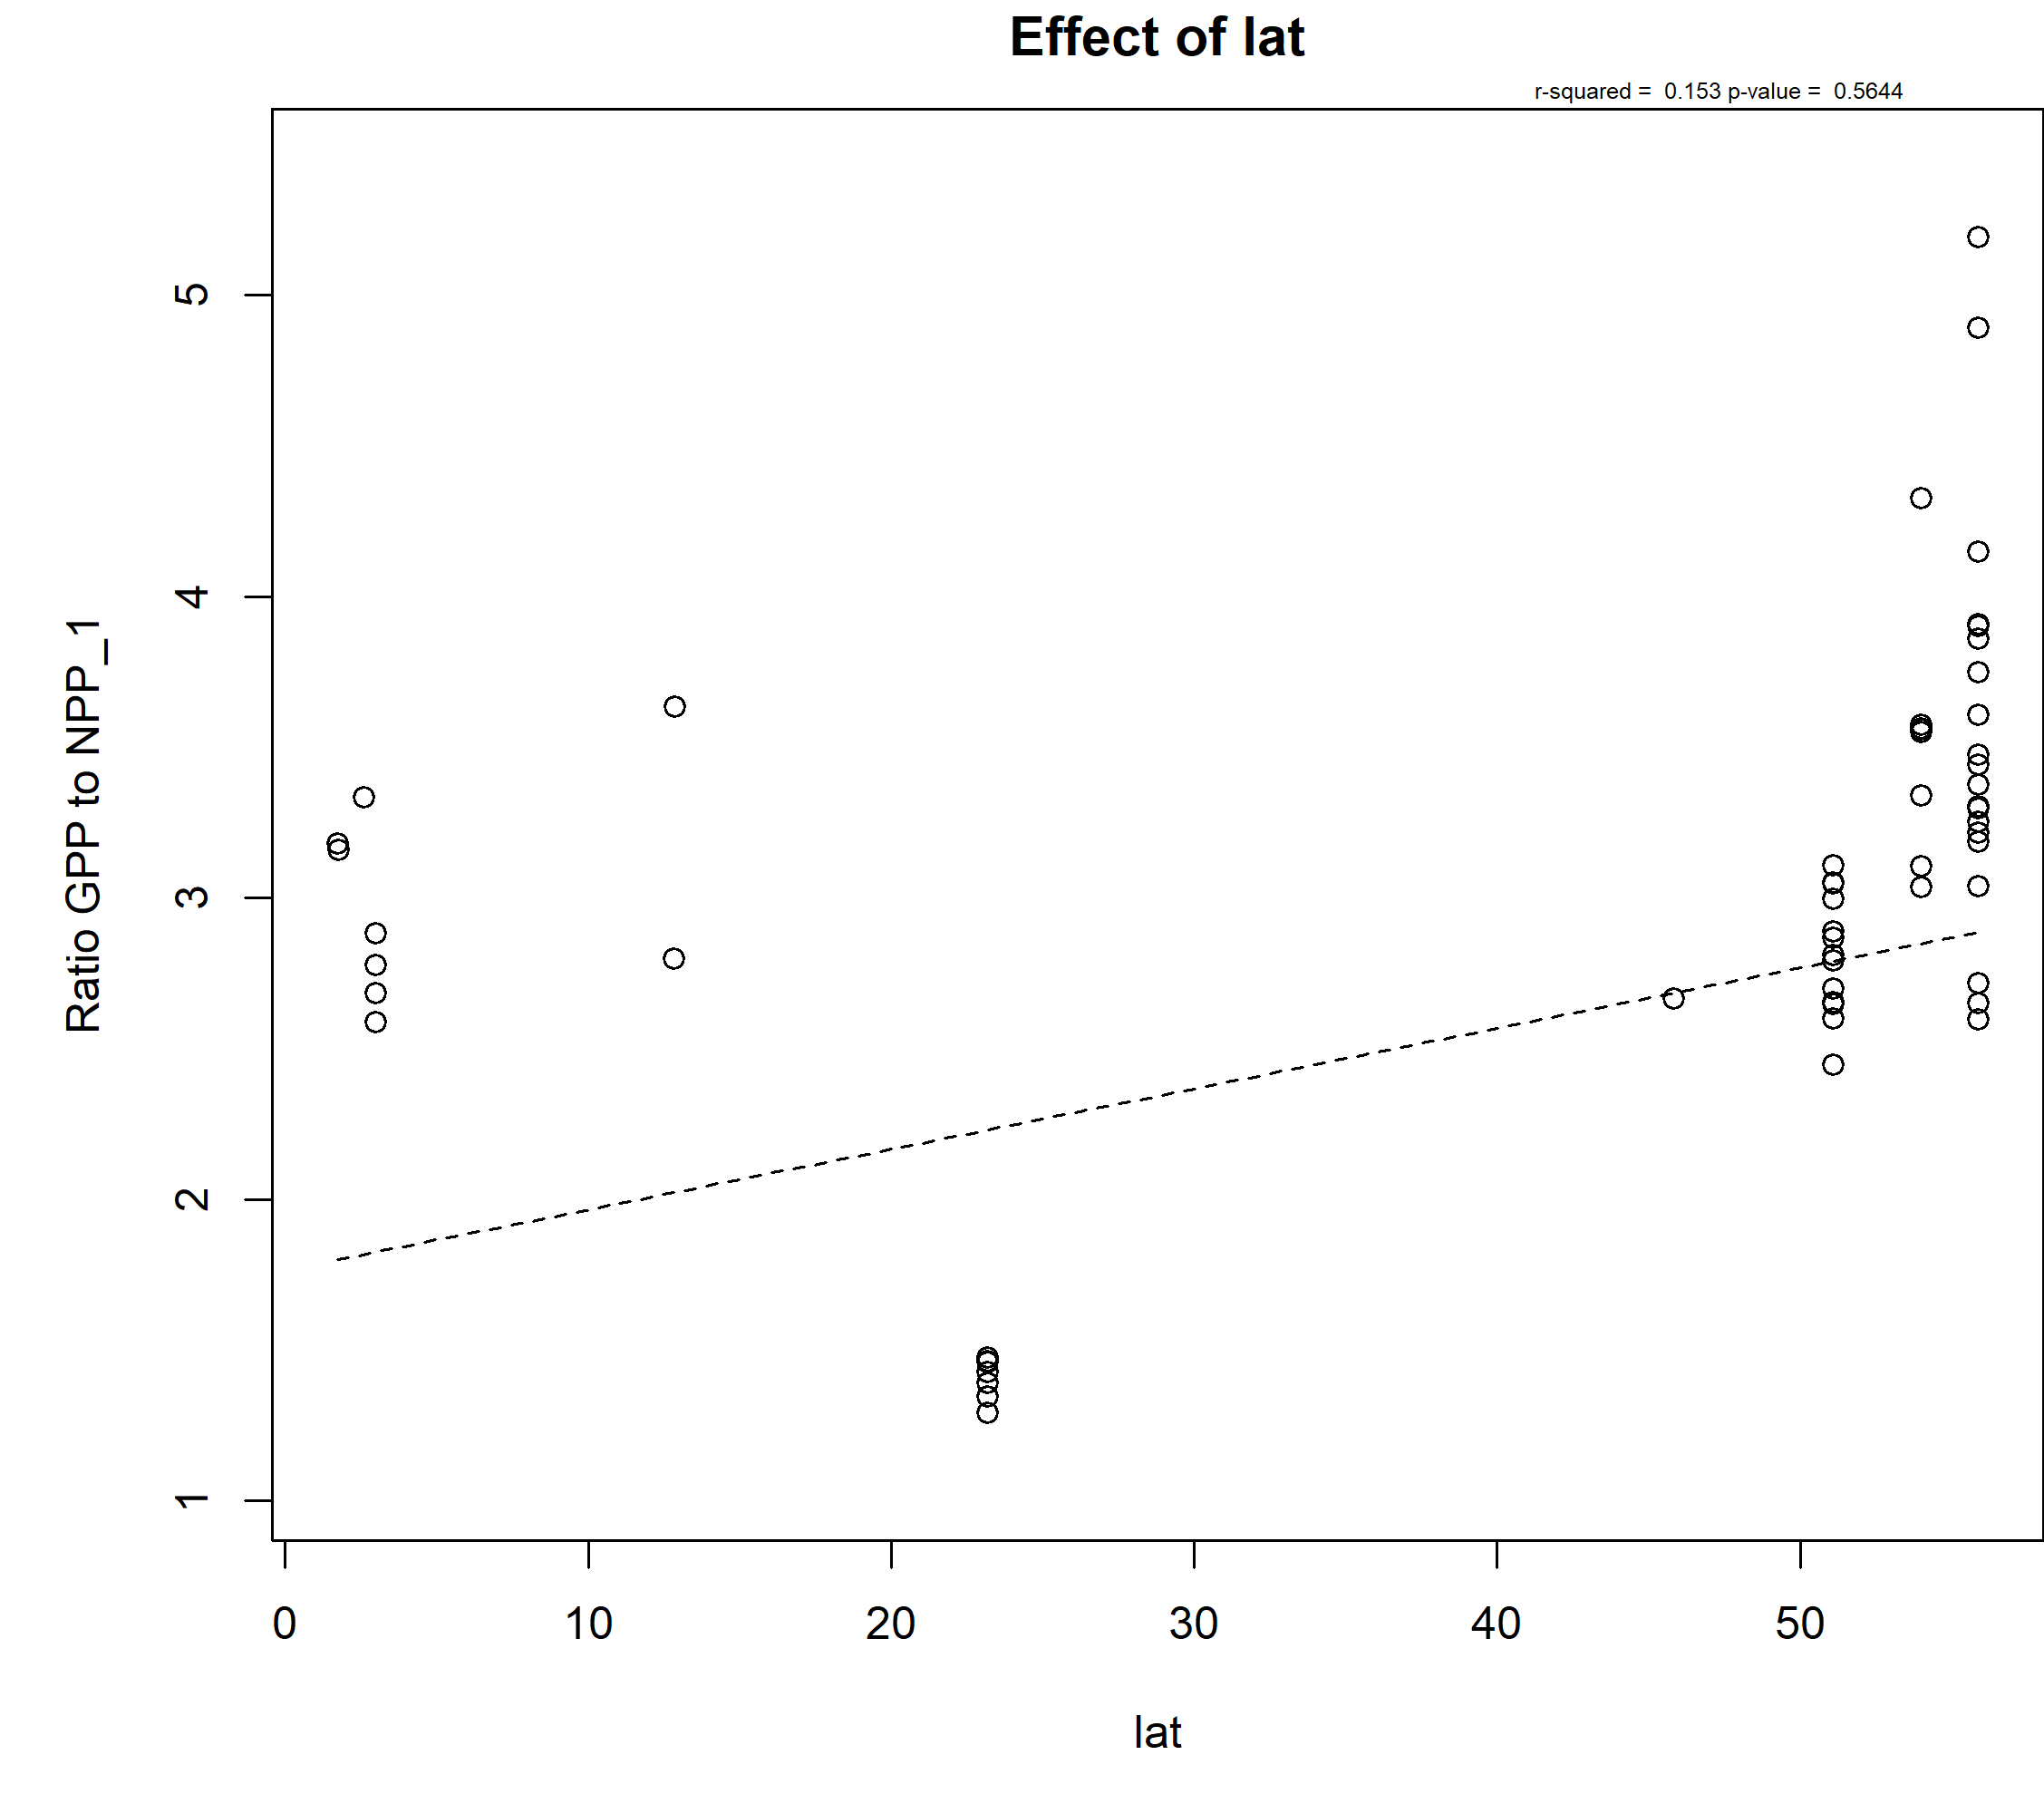 Effect of lat
r-squared =  0.153 p-value =  0.5644
Ratio GPP to NPP_1
5
4
3
2
1
0 10 20 30 40 50
lat